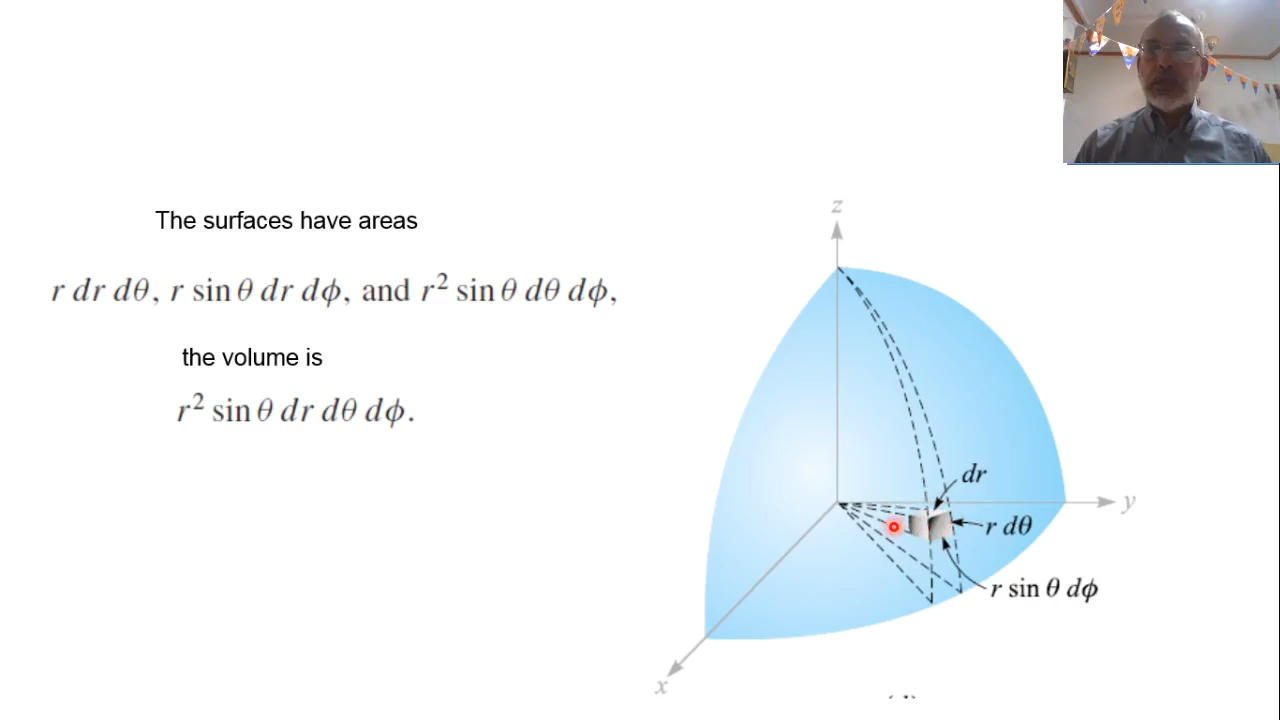 The surfaces have areas
r dr dθ, r sin θ dr dϕ, and r² sin θ dθ dϕ,
the volume is
r² sin θ dr dθ dϕ.
z
dr
y
r dθ
r sin θ dϕ
x